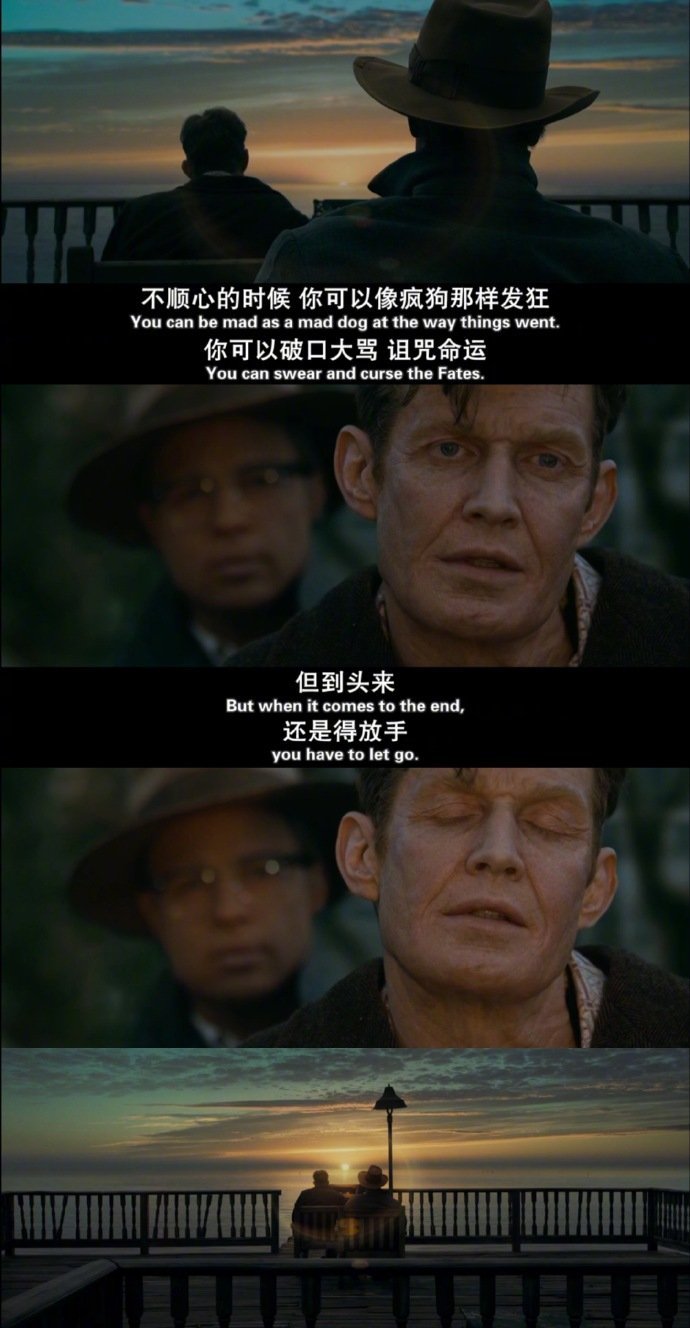 不顺心的时候 你可以像疯狗那样发狂
You can be mad as a mad dog at the way things went.
你可以破口大骂 诅咒命运
You can swear and curse the Fates.
但到头来
But when it comes to the end,
还是得放手
you have to let go.